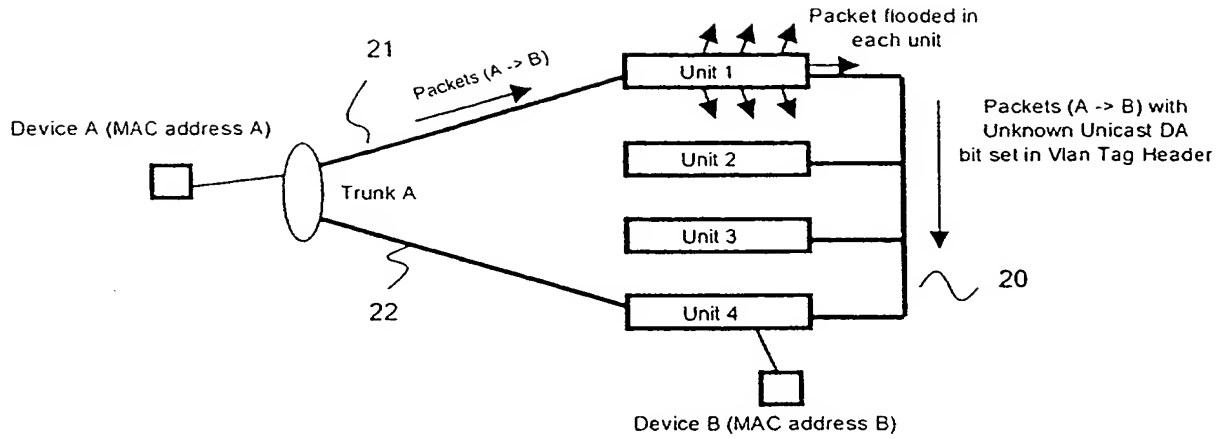 Packet flooded in
each unit
21
Packets (A -> B)
Unit 1
Device A (MAC address A)
Packets (A -> B) with
Unknown Unicast DA
bit set in Vlan Tag Header
Unit 2
Trunk A
Unit 3
20
22
Unit 4
Device B (MAC address B)